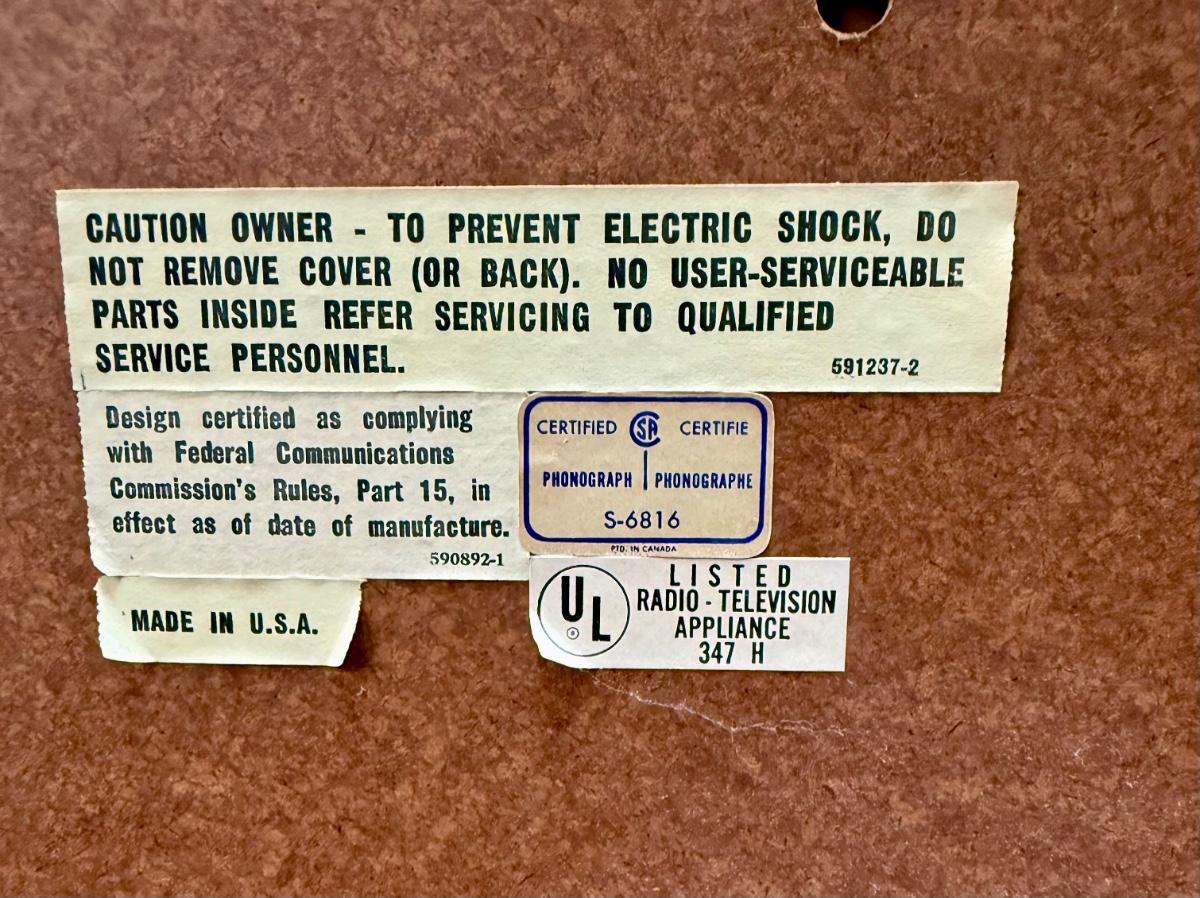 CAUTION OWNER - TO PREVENT ELECTRIC SHOCK, DO
NOT REMOVE COVER (OR BACK). NO USER-SERVICEABLE
PARTS INSIDE REFER SERVICING TO QUALIFIED
SERVICE PERSONNEL.
591237-2
Design certified as complying
with Federal Communications
Commission's Rules, Part 15, in
effect as of date of manufacture.
590892-1
CERTIFIED SA CERTIFIE
PHONOGRAPH PHONOGRAPHE
S-6816
PTD. IN CANADA
MADE IN U.S.A.
UL ®
LISTED
RADIO - TELEVISION
APPLIANCE
347 H